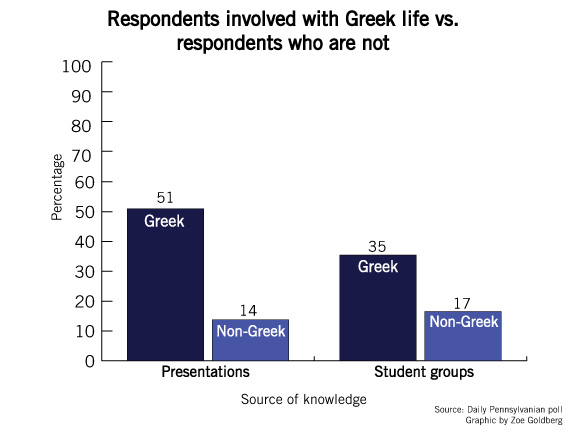 Respondents involved with Greek life vs.
respondents who are not
Percentage
100
90
80
70
60
50
40
30
20
10
0
51
Greek
14
Non-Greek
35
Greek
17
Non-Greek
Presentations
Student groups
Source of knowledge
Source: Daily Pennsylvanian poll
Graphic by Zoe Goldberg